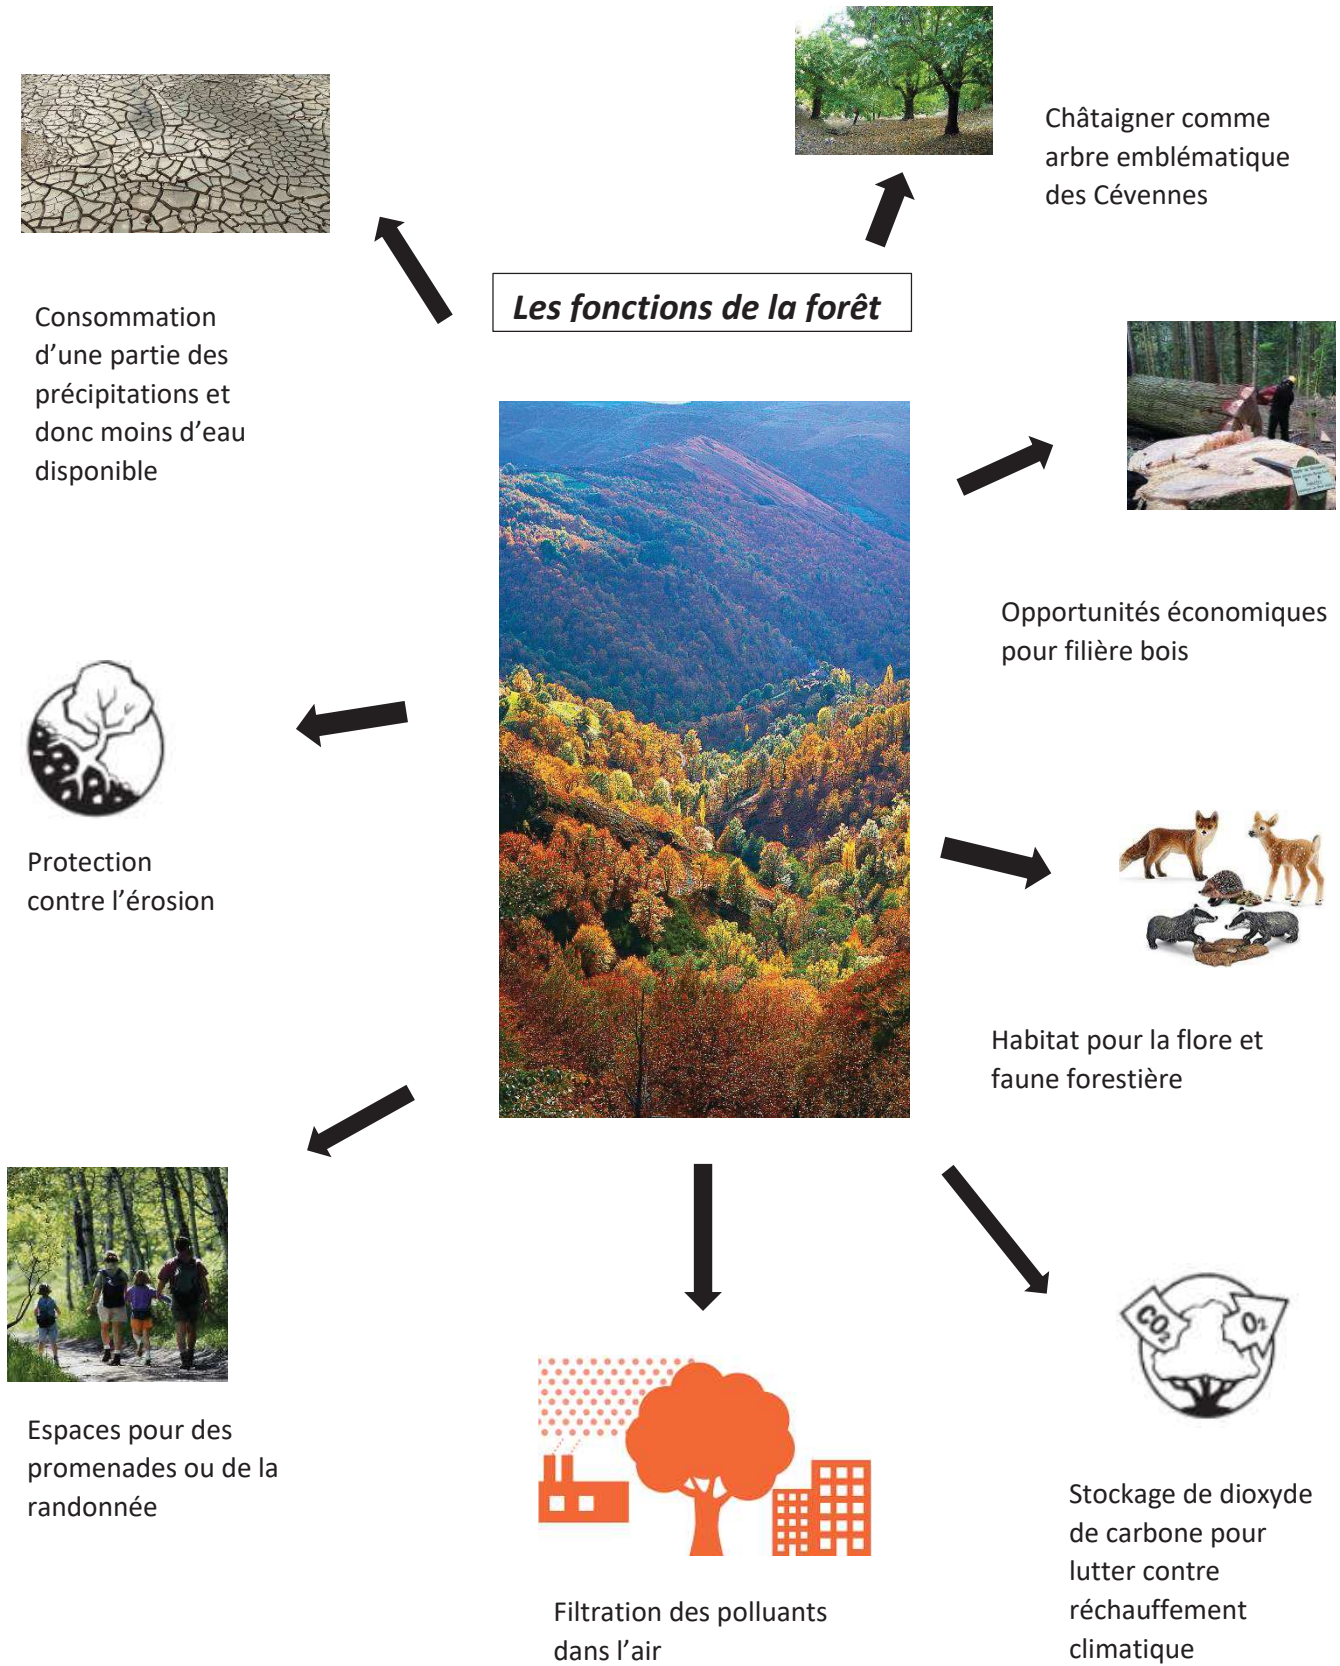 Châtaigner comme
arbre emblématique
des Cévennes
Les fonctions de la forêt
Consommation
d’une partie des
précipitations et
donc moins d’eau
disponible
Opportunités économiques
pour filière bois
Protection
contre l’érosion
Habitat pour la flore et
faune forestière
CO₂
O₂
Espaces pour des
promenades ou de la
randonnée
Stockage de dioxyde
de carbone pour
lutter contre
réchauffement
climatique
Filtration des polluants
dans l’air